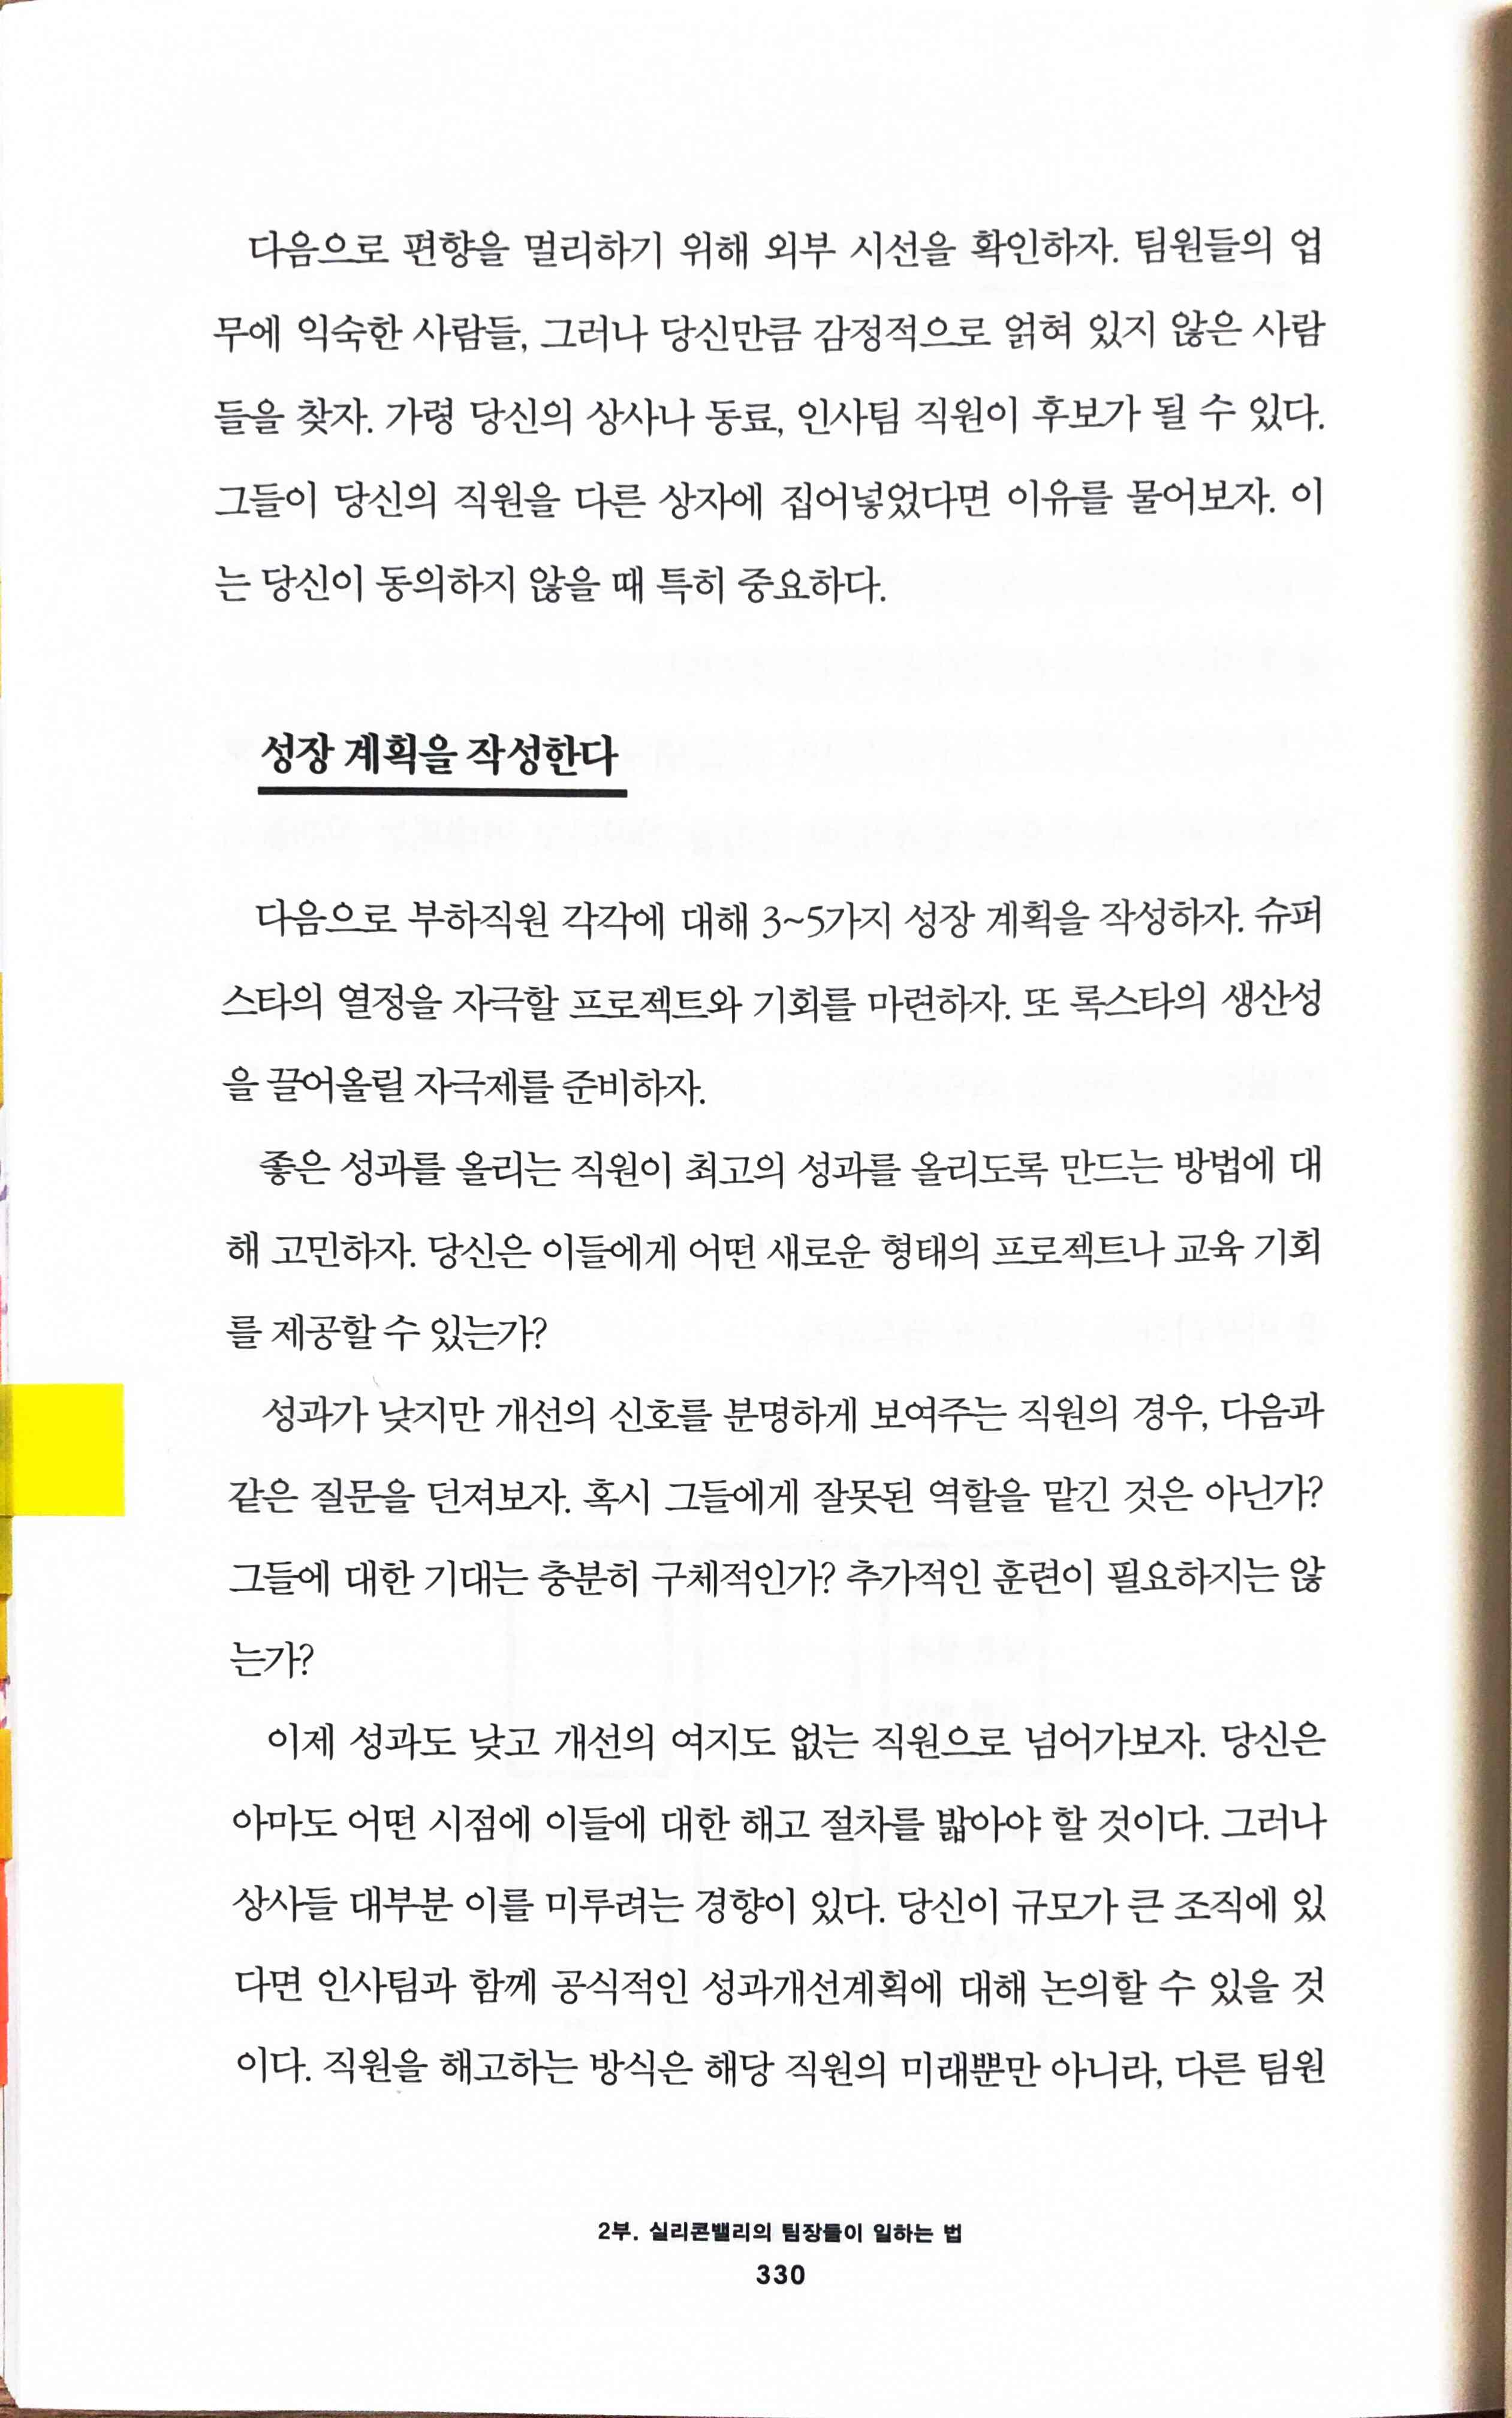 다음으로 편향을 멀리하기 위해 외부 시선을 확인하자. 팀원들의 업
무에 익숙한 사람들, 그러나 당신만큼 감정적으로 얽혀 있지 않은 사람
들을 찾자. 가령 당신의 상사나 동료, 인사팀 직원이 후보가 될 수 있다.
그들이 당신의 직원을 다른 상자에 집어넣었다면 이유를 물어보자. 이
는 당신이 동의하지 않을 때 특히 중요하다.
성장 계획을 작성한다
다음으로 부하직원 각각에 대해 3~5가지 성장 계획을 작성하자. 슈퍼
스타의 열정을 자극할 프로젝트와 기회를 마련하자. 또 록스타의 생산성
을 끌어올릴 자극제를 준비하자.
좋은 성과를 올리는 직원이 최고의 성과를 올리도록 만드는 방법에 대
해 고민하자. 당신은 이들에게 어떤 새로운 형태의 프로젝트나 교육 기회
를 제공할 수 있는가?
성과가 낮지만 개선의 신호를 분명하게 보여주는 직원의 경우, 다음과
같은 질문을 던져보자. 혹시 그들에게 잘못된 역할을 맡긴 것은 아닌가?
그들에 대한 기대는 충분히 구체적인가? 추가적인 훈련이 필요하지는 않
는가?
이제 성과도 낮고 개선의 여지도 없는 직원으로 넘어가보자. 당신은
아마도 어떤 시점에 이들에 대한 해고 절차를 밟아야 할 것이다. 그러나
상사들 대부분 이를 미루려는 경향이 있다. 당신이 규모가 큰 조직에 있
다면 인사팀과 함께 공식적인 성과개선계획에 대해 논의할 수 있을 것
이다. 직원을 해고하는 방식은 해당 직원의 미래뿐만 아니라, 다른 팀원
2부. 실리콘밸리의 팀장들이 일하는 법
330